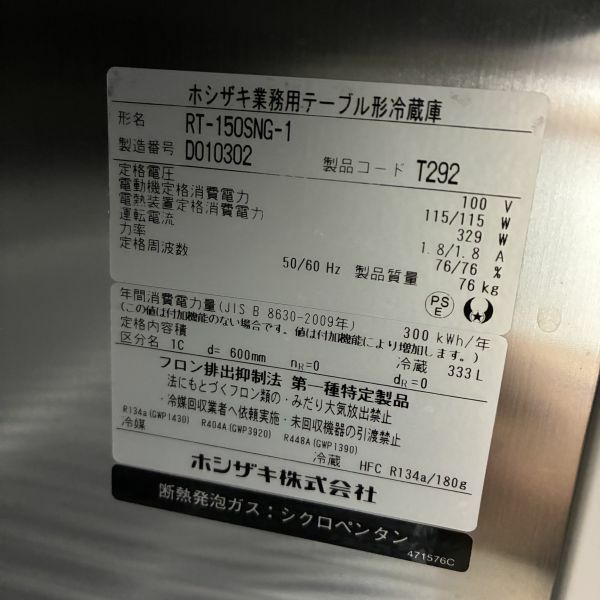 ホシザキ業務用テーブル形冷蔵庫
形名 RT-150SNG-1
製造番号 D010302 製品コード T292
定格電圧 100 V
電動機定格消費電力 115/115 W
電熱装置定格消費電力 329 W
運転電流 1.8/1.8 A
力率 76/76 %
定格周波数 50/60 Hz 製品質量 76 kg
PSE
年間消費電力量(JIS B 8630-2009年) 300 kWh/年
(この値は付加機能のない場合です。値は付加機能により増加します。)
定格内容積 冷蔵 333 L
区分名 1C d= 600mm nR=0 dR=0
フロン排出抑制法 第一種特定製品
法にもとづくフロン類の・みだり大気放出禁止
・冷媒回収業者へ依頼実施・未回収機器の引渡禁止
R134a(GWP1430) R404A(GWP3920) R448A(GWP1390)
冷媒 冷蔵 HFC R134a/180g
ホシザキ株式会社
断熱発泡ガス:シクロペンタン
471576C